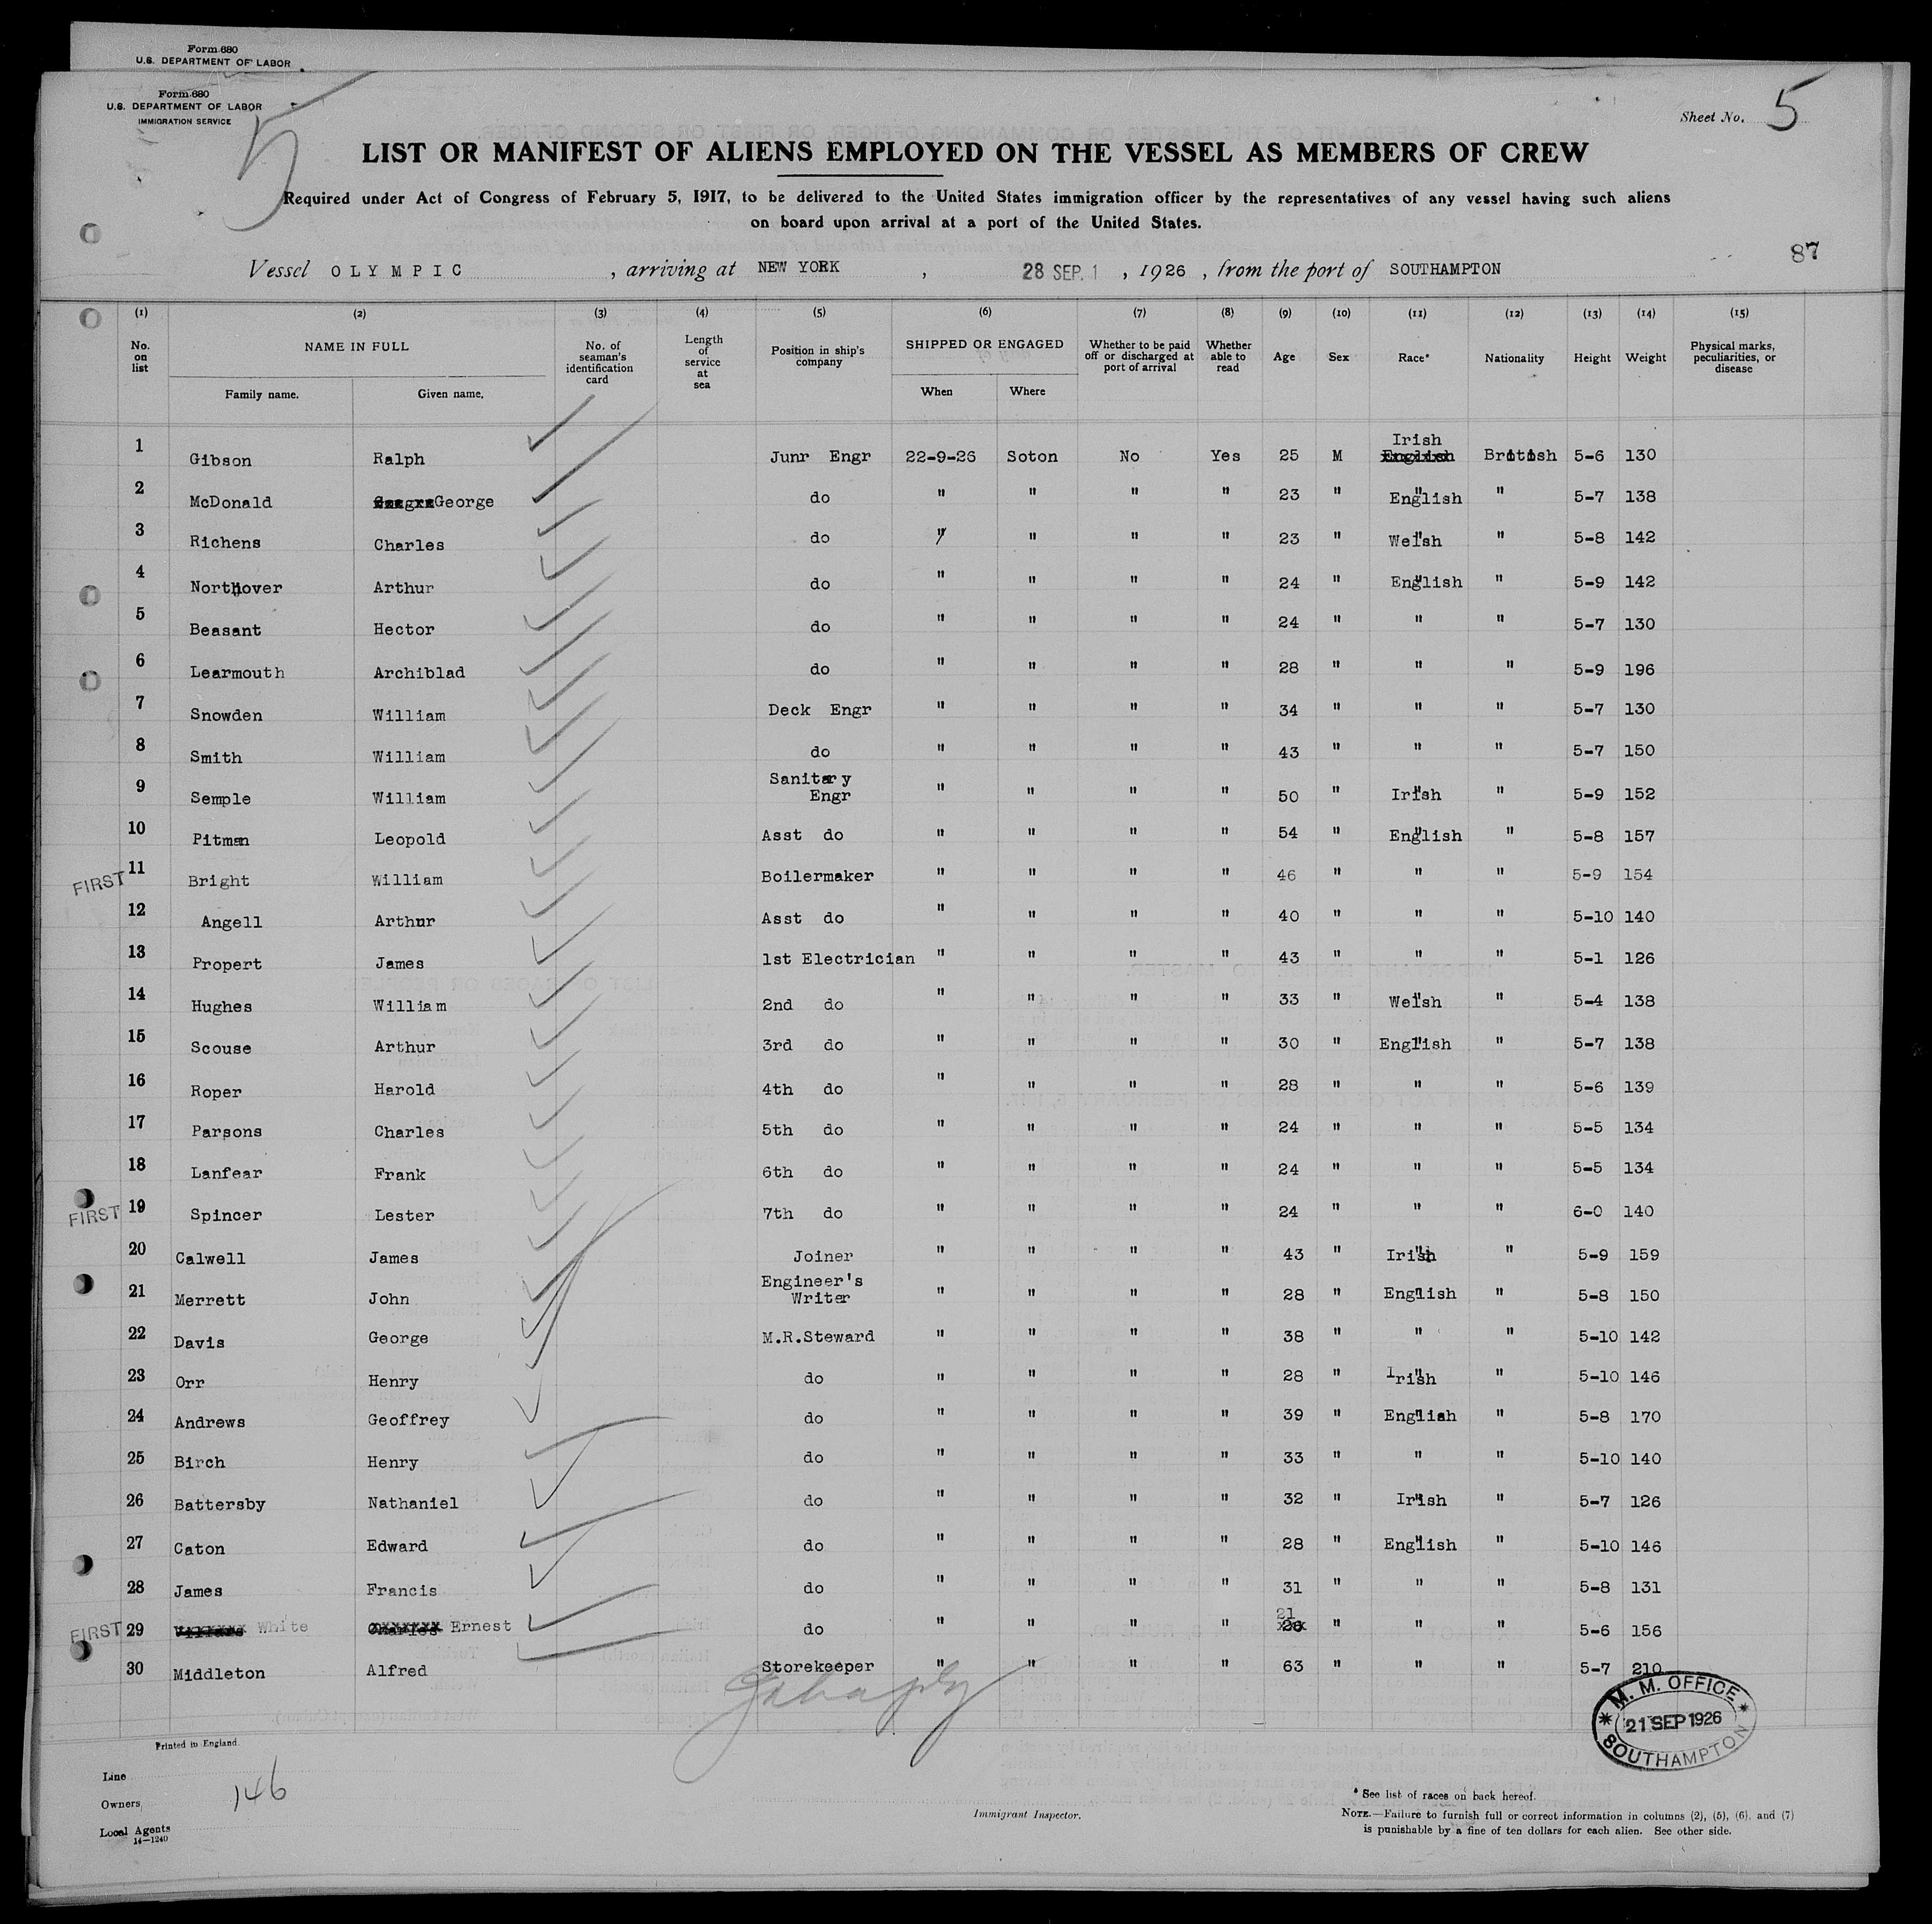 Form 680
U.S. DEPARTMENT OF LABOR
Form 680
U.S. DEPARTMENT OF LABOR
IMMIGRATION SERVICE
5
Sheet No. 5
LIST OR MANIFEST OF ALIENS EMPLOYED ON THE VESSEL AS MEMBERS OF CREW
Required under Act of Congress of February 5, 1917, to be delivered to the United States immigration officer by the representatives of any vessel having such aliens
on board upon arrival at a port of the United States.
87
Vessel OLYMPIC, arriving at NEW YORK, 28 SEP. 1, 1926, from the port of SOUTHAMPTON
(1) (2) (3) (4) (5) (6) (7) (8) (9) (10) (11) (12) (13) (14) (15)
No. on list NAME IN FULL Family name. Given name. No. of seaman's identification card Length of service at sea Position in ship's company SHIPPED OR ENGAGED When Where Whether to be paid off or discharged at port of arrival Whether able to read Age Sex Race* Nationality Height Weight Physical marks, peculiarities, or disease
1 Gibson Ralph Junr Engr 22-9-26 Soton No Yes 25 M English Irish British 5-6 130
2 McDonald George do " " " " 23 " English " 5-7 138
3 Richens Charles do " " " " 23 " Welsh " 5-8 142
4 Northover Arthur do " " " " 24 " English " 5-9 142
5 Beasant Hector do " " " " 24 " " " 5-7 130
6 Learmouth Archiblad do " " " " 28 " " " 5-9 196
7 Snowden William Deck Engr " " " " 34 " " " 5-7 130
8 Smith William do " " " " 43 " " " 5-7 150
9 Semple William Sanitary Engr " " " " 50 " Irish " 5-9 152
10 Pitman Leopold Asst do " " " " 54 " English " 5-8 157
FIRST 11 Bright William Boilermaker " " " " 46 " " " 5-9 154
12 Angell Arthur Asst do " " " " 40 " " " 5-10 140
13 Propert James 1st Electrician " " " " 43 " " " 5-1 126
14 Hughes William 2nd do " " " " 33 " Welsh " 5-4 138
15 Scouse Arthur 3rd do " " " " 30 " English " 5-7 138
16 Roper Harold 4th do " " " " 28 " " " 5-6 139
17 Parsons Charles 5th do " " " " 24 " " " 5-5 134
18 Lanfear Frank 6th do " " " " 24 " " " 5-5 134
FIRST 19 Spincer Lester 7th do " " " " 24 " " " 6-0 140
20 Calwell James Joiner " " " " 43 " Irish " 5-9 159
21 Merrett John Engineer's Writer " " " " 28 " English " 5-8 150
22 Davis George M.R.Steward " " " " 38 " " " 5-10 142
23 Orr Henry do " " " " 28 " Irish " 5-10 146
24 Andrews Geoffrey do " " " " 39 " English " 5-8 170
25 Birch Henry do " " " " 33 " " " 5-10 140
26 Battersby Nathaniel do " " " " 32 " Irish " 5-7 126
27 Caton Edward do " " " " 28 " English " 5-10 146
28 James Francis do " " " " 31 " " " 5-8 131
FIRST 29 White Charles Ernest do " " " " 21 " " " 5-6 156
30 Middleton Alfred Storekeeper " " " " 63 " " " 5-7 210
M. M. OFFICE
21 SEP 1926
SOUTHAMPTON
Printed in England.
Line
Owners
146
Local Agents
14-1240
Immigrant Inspector.
* See list of races on back hereof.
NOTE.—Failure to furnish full or correct information in columns (2), (5), (6), and (7)
is punishable by a fine of ten dollars for each alien. See other side.